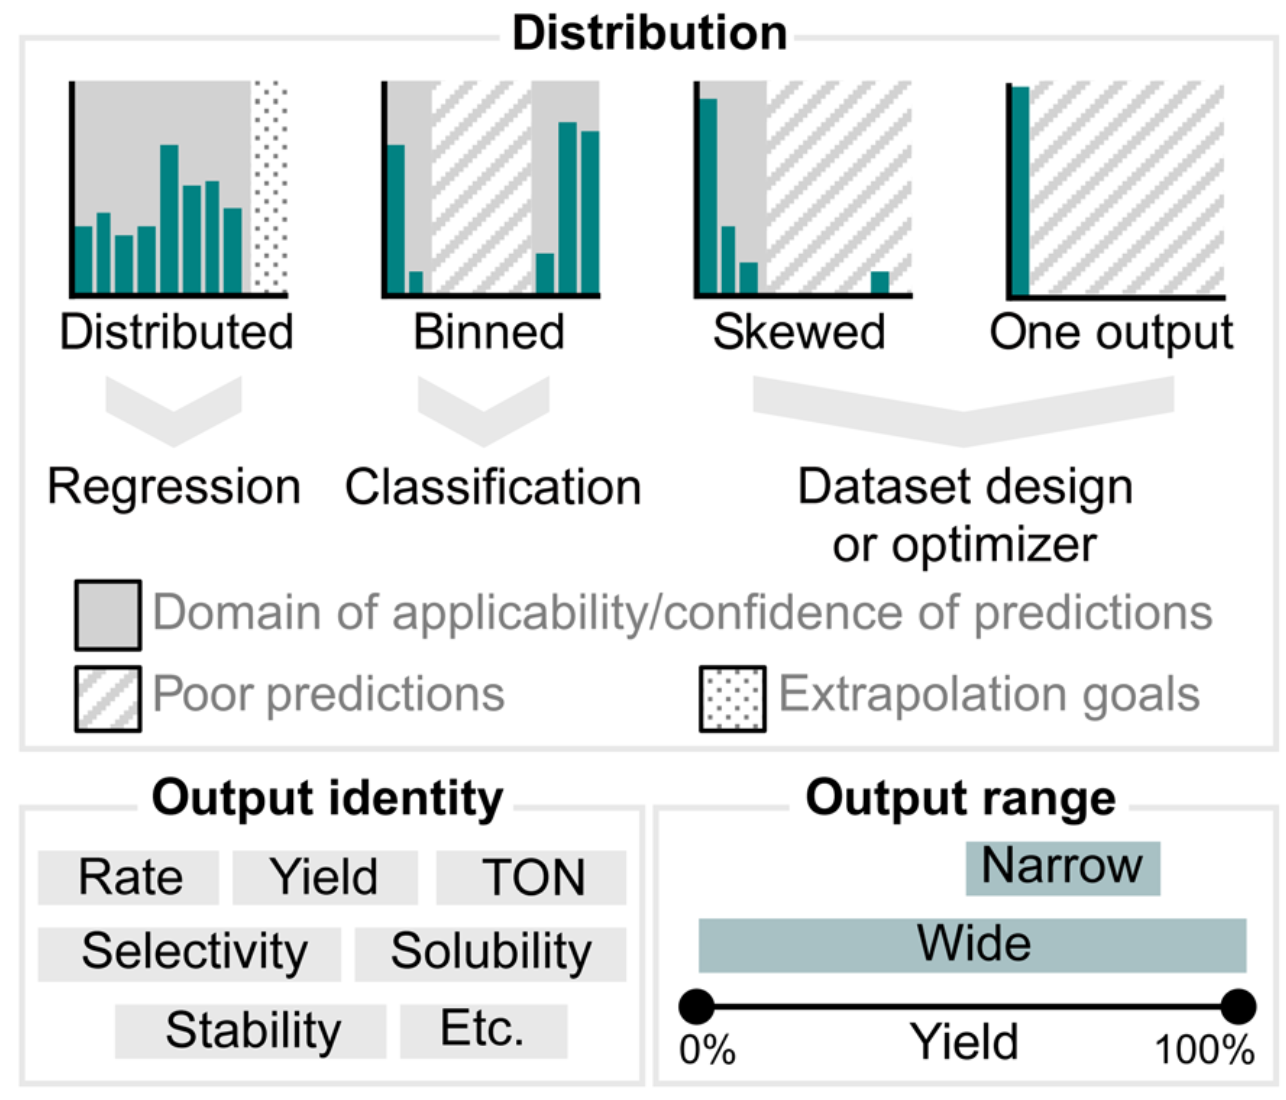 Distribution
Distributed
Binned
Skewed
One output
Regression
Classification
Dataset design
or optimizer
Domain of applicability/confidence of predictions
Poor predictions
Extrapolation goals
Output identity
Rate
Yield
TON
Selectivity
Solubility
Stability
Etc.
Output range
Narrow
Wide
0%
Yield
100%